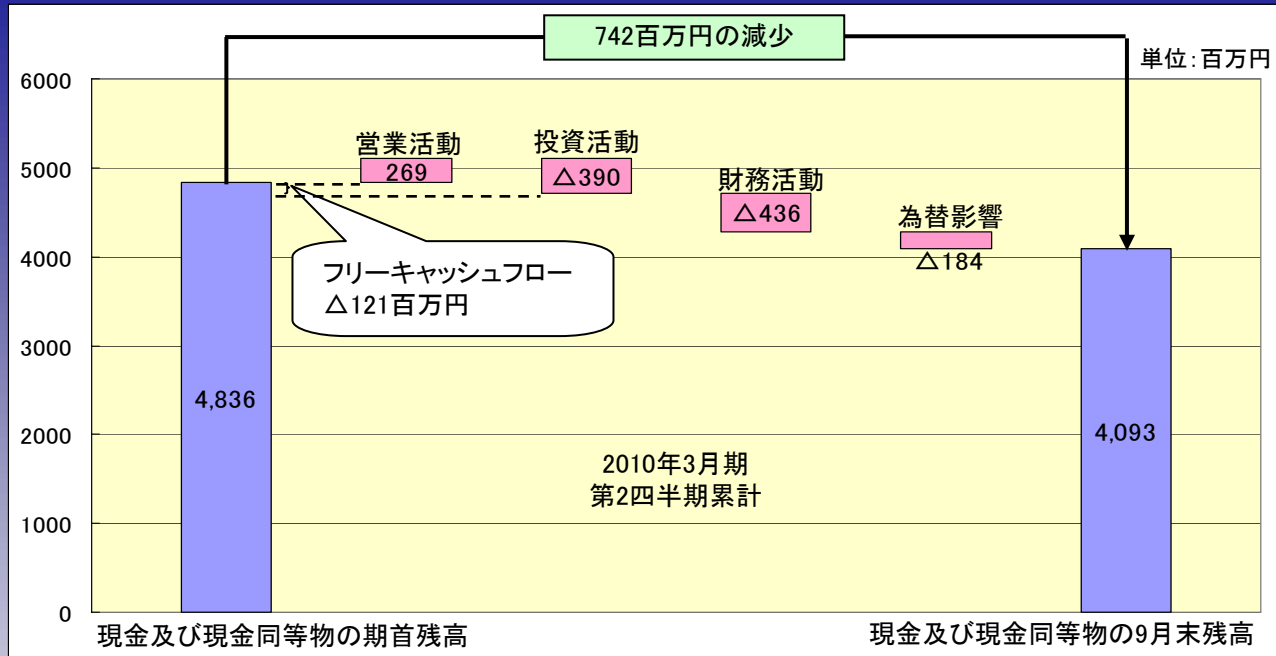 742百万円の減少
単位：百万円
6000
5000
4000
3000
2000
1000
0
営業活動
269
投資活動
△390
財務活動
△436
為替影響
△184
フリーキャッシュフロー
△121百万円
4,836
4,093
2010年3月期
第2四半期累計
現金及び現金同等物の期首残高
現金及び現金同等物の9月末残高